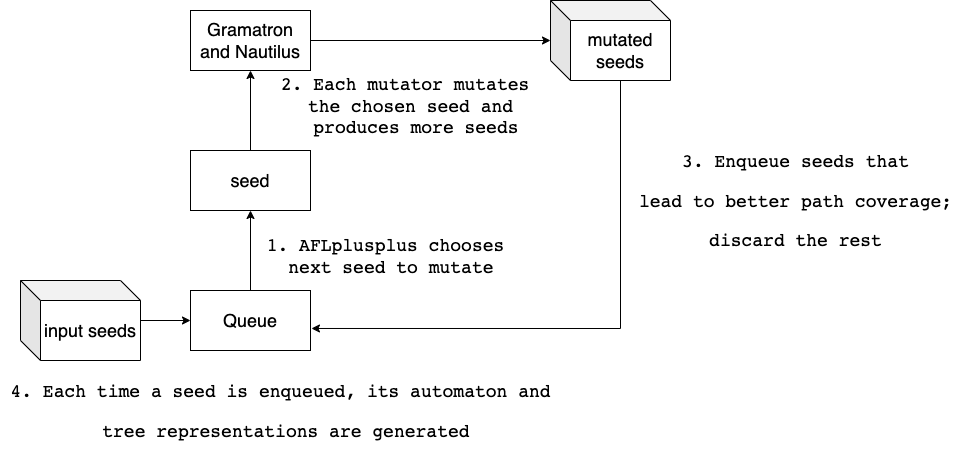 Gramatron
and Nautilus
mutated
seeds
2. Each mutator mutates
the chosen seed and
produces more seeds
seed
3. Enqueue seeds that
lead to better path coverage;
discard the rest
1. AFLplusplus chooses
next seed to mutate
input seeds
Queue
4. Each time a seed is enqueued, its automaton and
tree representations are generated